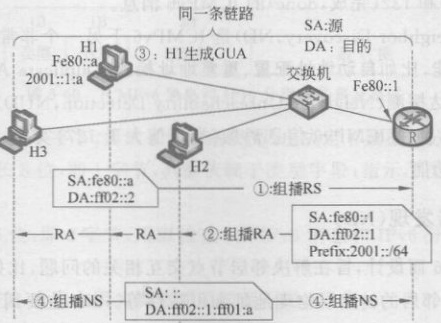 同一条链路
H1
Fe80::a
2001::1:a
③：H1生成GUA
SA:源
DA：目的
交换机
Fe80::1
R
H3
H2
SA:fe80::a
DA:ff02::2
①:组播RS
RA
RA
②:组播RA
SA:fe80::1
DA:ff02::1
Prefix:2001::/64
④:组播NS
SA: ::
DA:ff02::1:ff01:a
④:组播NS